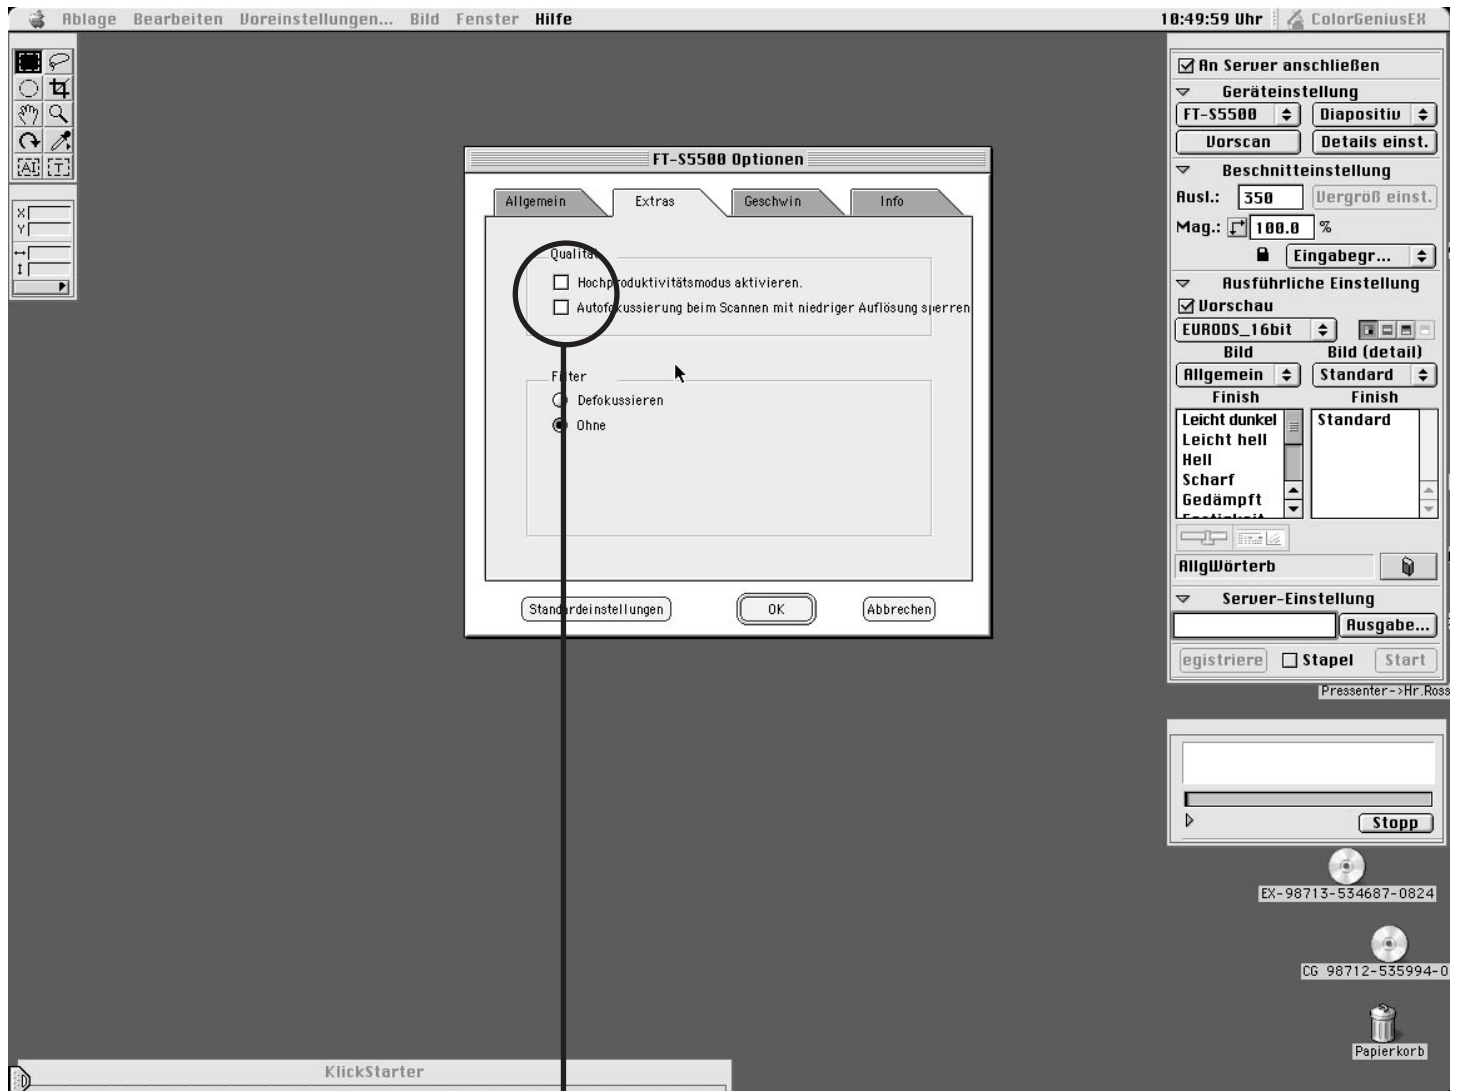 Ablage Bearbeiten Voreinstellungen... Bild Fenster Hilfe 10:49:59 Uhr ColorGeniusEX
AI T
X
Y
FT-S5500 Optionen
Allgemein Extras Geschwin Info
Qualität
Hochproduktivitätsmodus aktivieren.
Autofokussierung beim Scannen mit niedriger Auflösung sperren
Filter
Defokussieren
Ohne
Standardeinstellungen OK Abbrechen
An Server anschließen
Geräteinstellung
FT-S5500 Diapositiv
Vorscan Details einst.
Beschnitteinstellung
Ausl.: 350 Vergröß einst.
Mag.: 100.0 %
Eingabegr...
Ausführliche Einstellung
Vorschau
EURODS_16bit
Bild Bild (detail)
Allgemein Standard
Finish Finish
Leicht dunkel Standard
Leicht hell
Hell
Scharf
Gedämpft
AllgWörterb
Server-Einstellung
Ausgabe...
egistriere Stapel Start
Pressenter->Hr.Ross
Stopp
EX-98713-534687-0824
CG 98712-535994-0
Papierkorb
KlickStarter